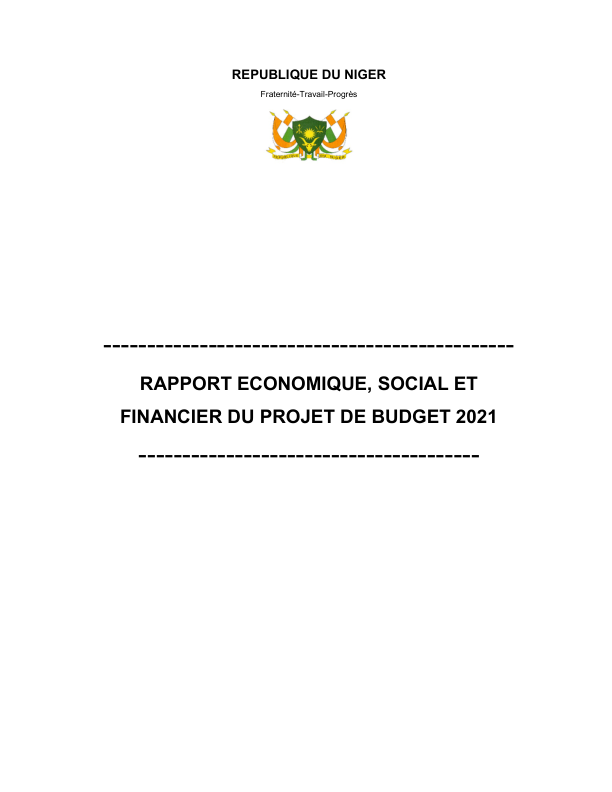 REPUBLIQUE DU NIGER
Fraternité-Travail-Progrès
REPUBLIQUE DU NIGER
-----------------------------------------------
RAPPORT ECONOMIQUE, SOCIAL ET
FINANCIER DU PROJET DE BUDGET 2021
---------------------------------------